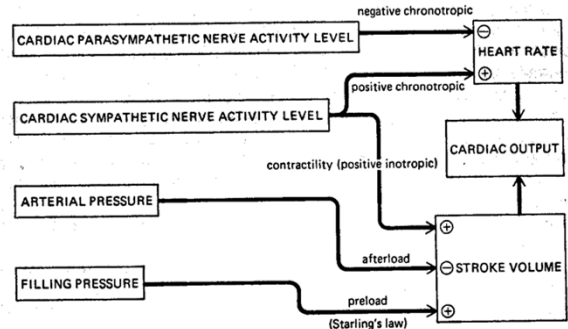 negative chronotropic
CARDIAC PARASYMPATHETIC NERVE ACTIVITY LEVEL
⊖
HEART RATE
⊕
positive chronotropic
CARDIAC SYMPATHETIC NERVE ACTIVITY LEVEL
CARDIAC OUTPUT
contractility (positive inotropic)
ARTERIAL PRESSURE
⊕
afterload
⊖ STROKE VOLUME
FILLING PRESSURE
preload
⊕
(Starling's law)